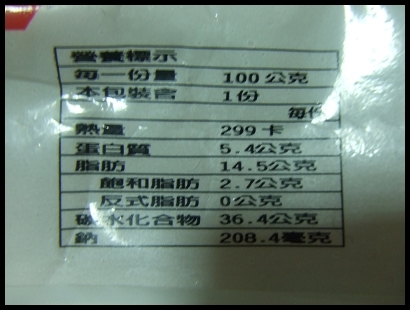 營養標示
每一份量 100公克
本包裝含 1份
每份
熱量 299卡
蛋白質 5.4公克
脂肪 14.5公克
飽和脂肪 2.7公克
反式脂肪 0公克
碳水化合物 36.4公克
鈉 208.4毫克